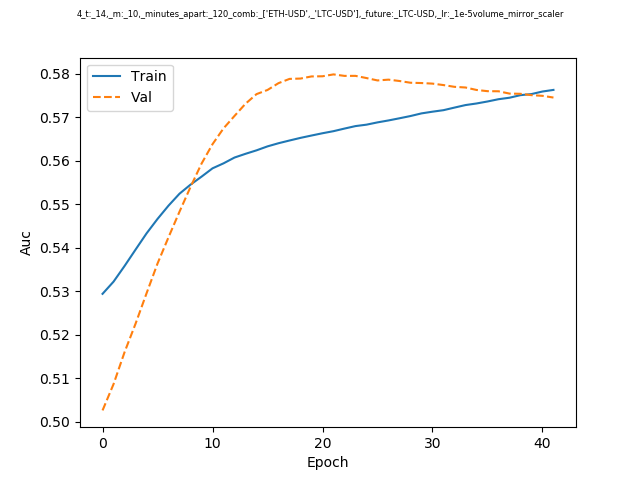 4_t:_14,_m:_10,_minutes_apart:_120_comb:_['ETH-USD',_'LTC-USD'],_future:_LTC-USD,_lr:_1e-5volume_mirror_scaler
Train
Val
0.58
0.57
0.56
0.55
0.54
0.53
0.52
0.51
0.50
Auc
0
10
20
30
40
Epoch